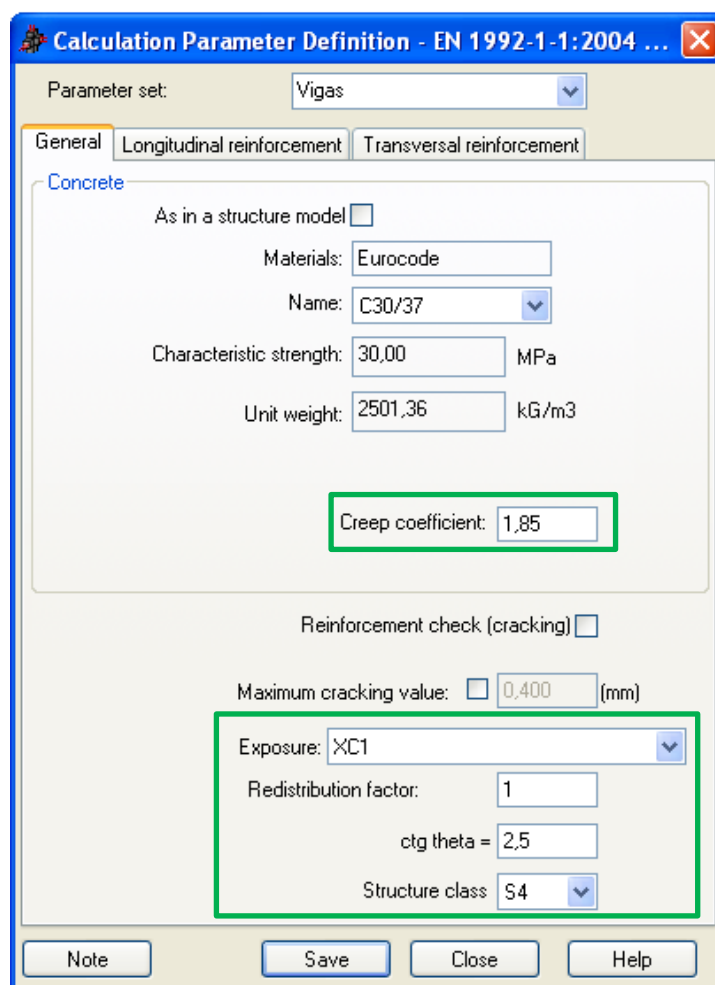 Calculation Parameter Definition - EN 1992-1-1:2004 ...
Parameter set: Vigas
General Longitudinal reinforcement Transversal reinforcement
Concrete
As in a structure model
Materials: Eurocode
Name: C30/37
Characteristic strength: 30,00 MPa
Unit weight: 2501,36 kG/m3
Creep coefficient: 1,85
Reinforcement check (cracking)
Maximum cracking value: 0,400 (mm)
Exposure: XC1
Redistribution factor: 1
ctg theta = 2,5
Structure class S4
Note Save Close Help